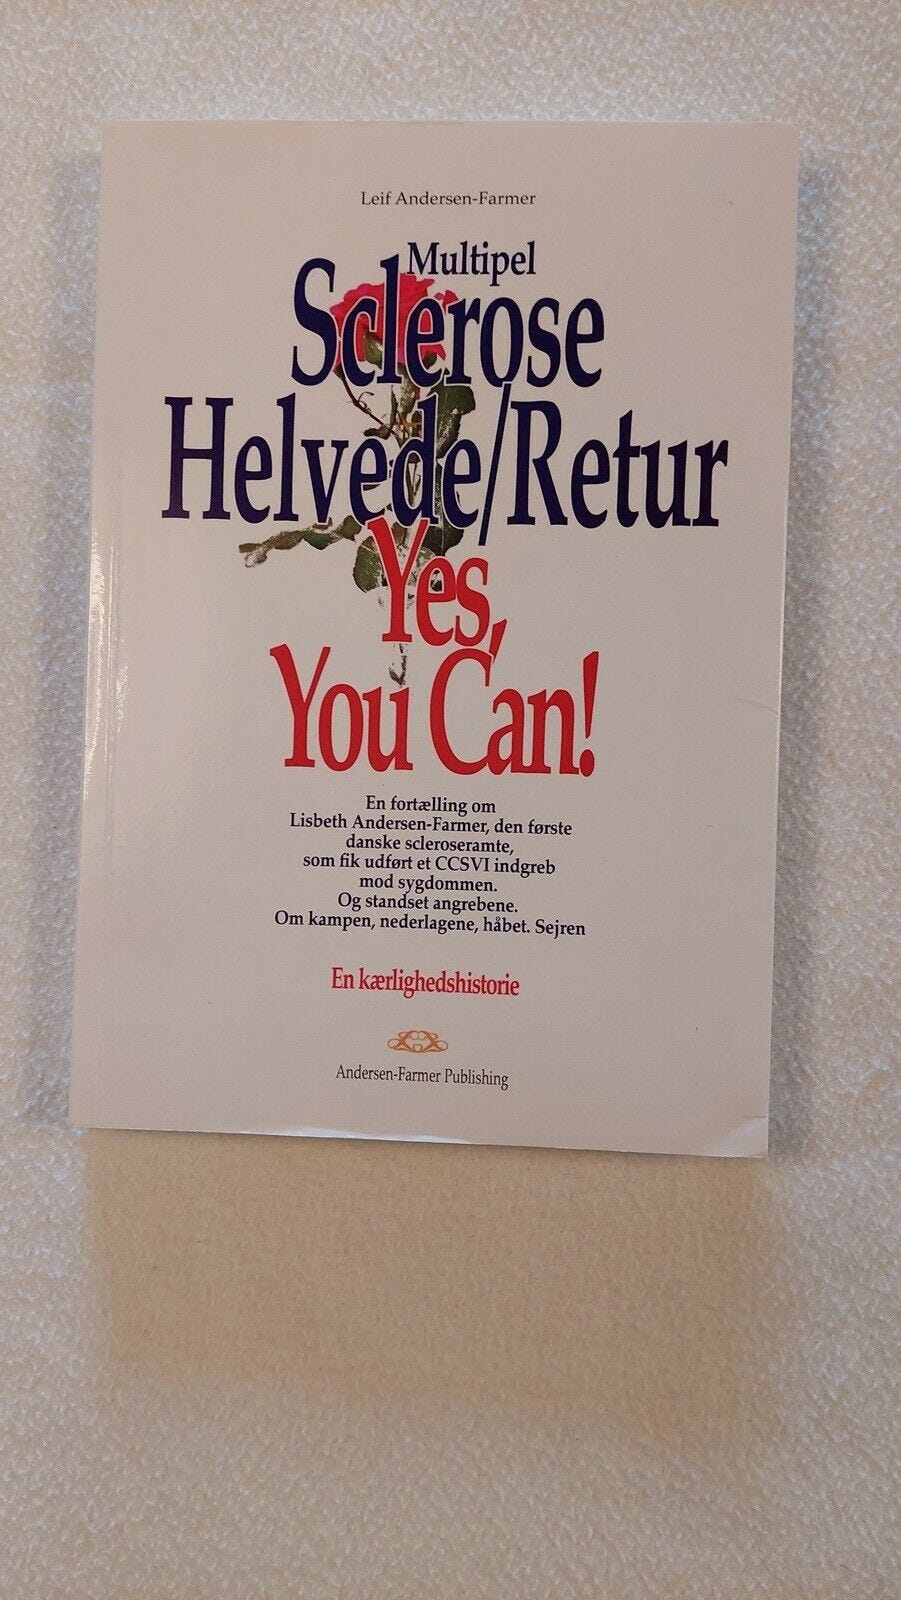 Leif Andersen-Farmer
Multipel
Sclerose
Helvede/Retur
Yes,
You Can!
En fortælling om
Lisbeth Andersen-Farmer, den første
danske scleroseramte,
som fik udført et CCSVI indgreb
mod sygdommen.
Og standset angrebene.
Om kampen, nederlagene, håbet. Sejren
En kærlighedshistorie
Andersen-Farmer Publishing